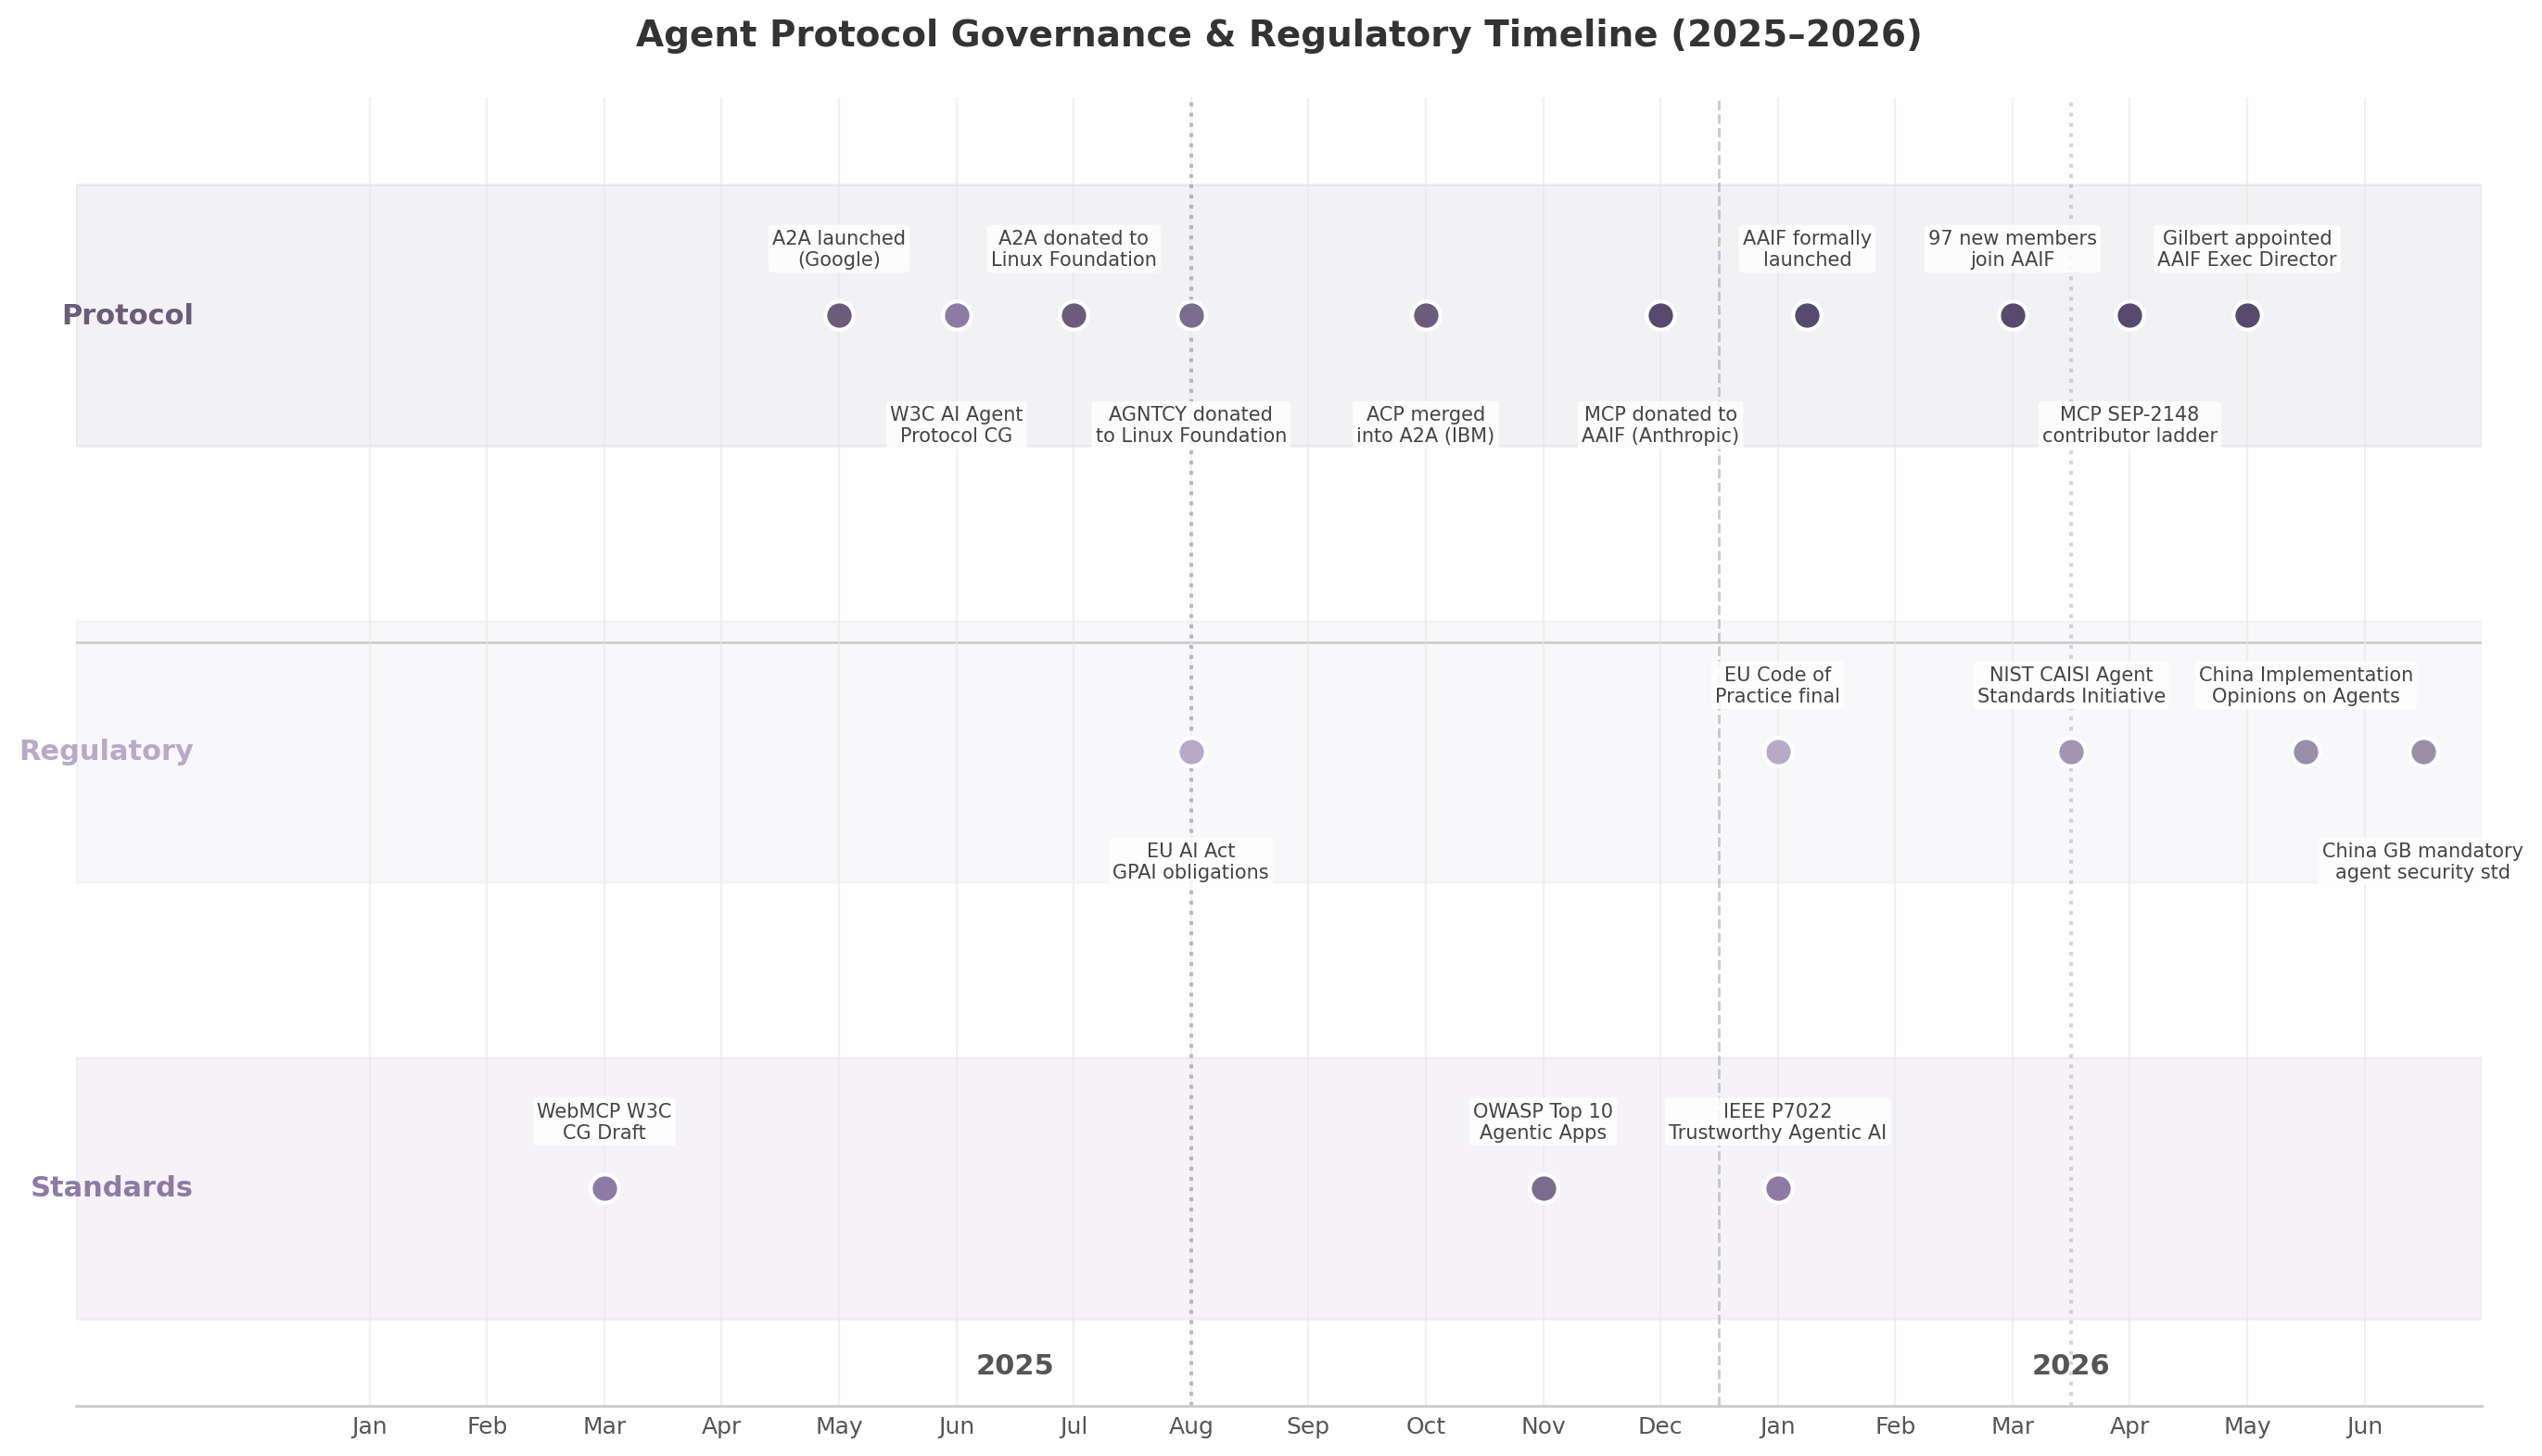 Agent Protocol Governance & Regulatory Timeline (2025–2026)
A2A launched
(Google)
A2A donated to
Linux Foundation
AAIF formally
launched
97 new members
join AAIF
Gilbert appointed
AAIF Exec Director
Protocol
W3C AI Agent
Protocol CG
AGNTCY donated
to Linux Foundation
ACP merged
into A2A (IBM)
MCP donated to
AAIF (Anthropic)
MCP SEP-2148
contributor ladder
EU Code of
Practice final
NIST CAISI Agent
Standards Initiative
China Implementation
Opinions on Agents
Regulatory
EU AI Act
GPAI obligations
China GB mandatory
agent security std
WebMCP W3C
CG Draft
OWASP Top 10
Agentic Apps
IEEE P7022
Trustworthy Agentic AI
Standards
2025
2026
Jan Feb Mar Apr May Jun Jul Aug Sep Oct Nov Dec Jan Feb Mar Apr May Jun